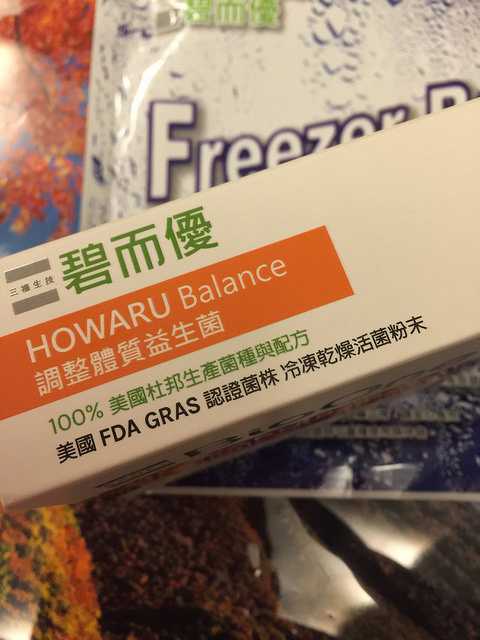 碧而優
Freezer
三禧生技
碧而優
HOWARU Balance
調整體質益生菌
100% 美國杜邦生產菌種與配方
美國 FDA GRAS 認證菌株 冷凍乾燥活菌粉末